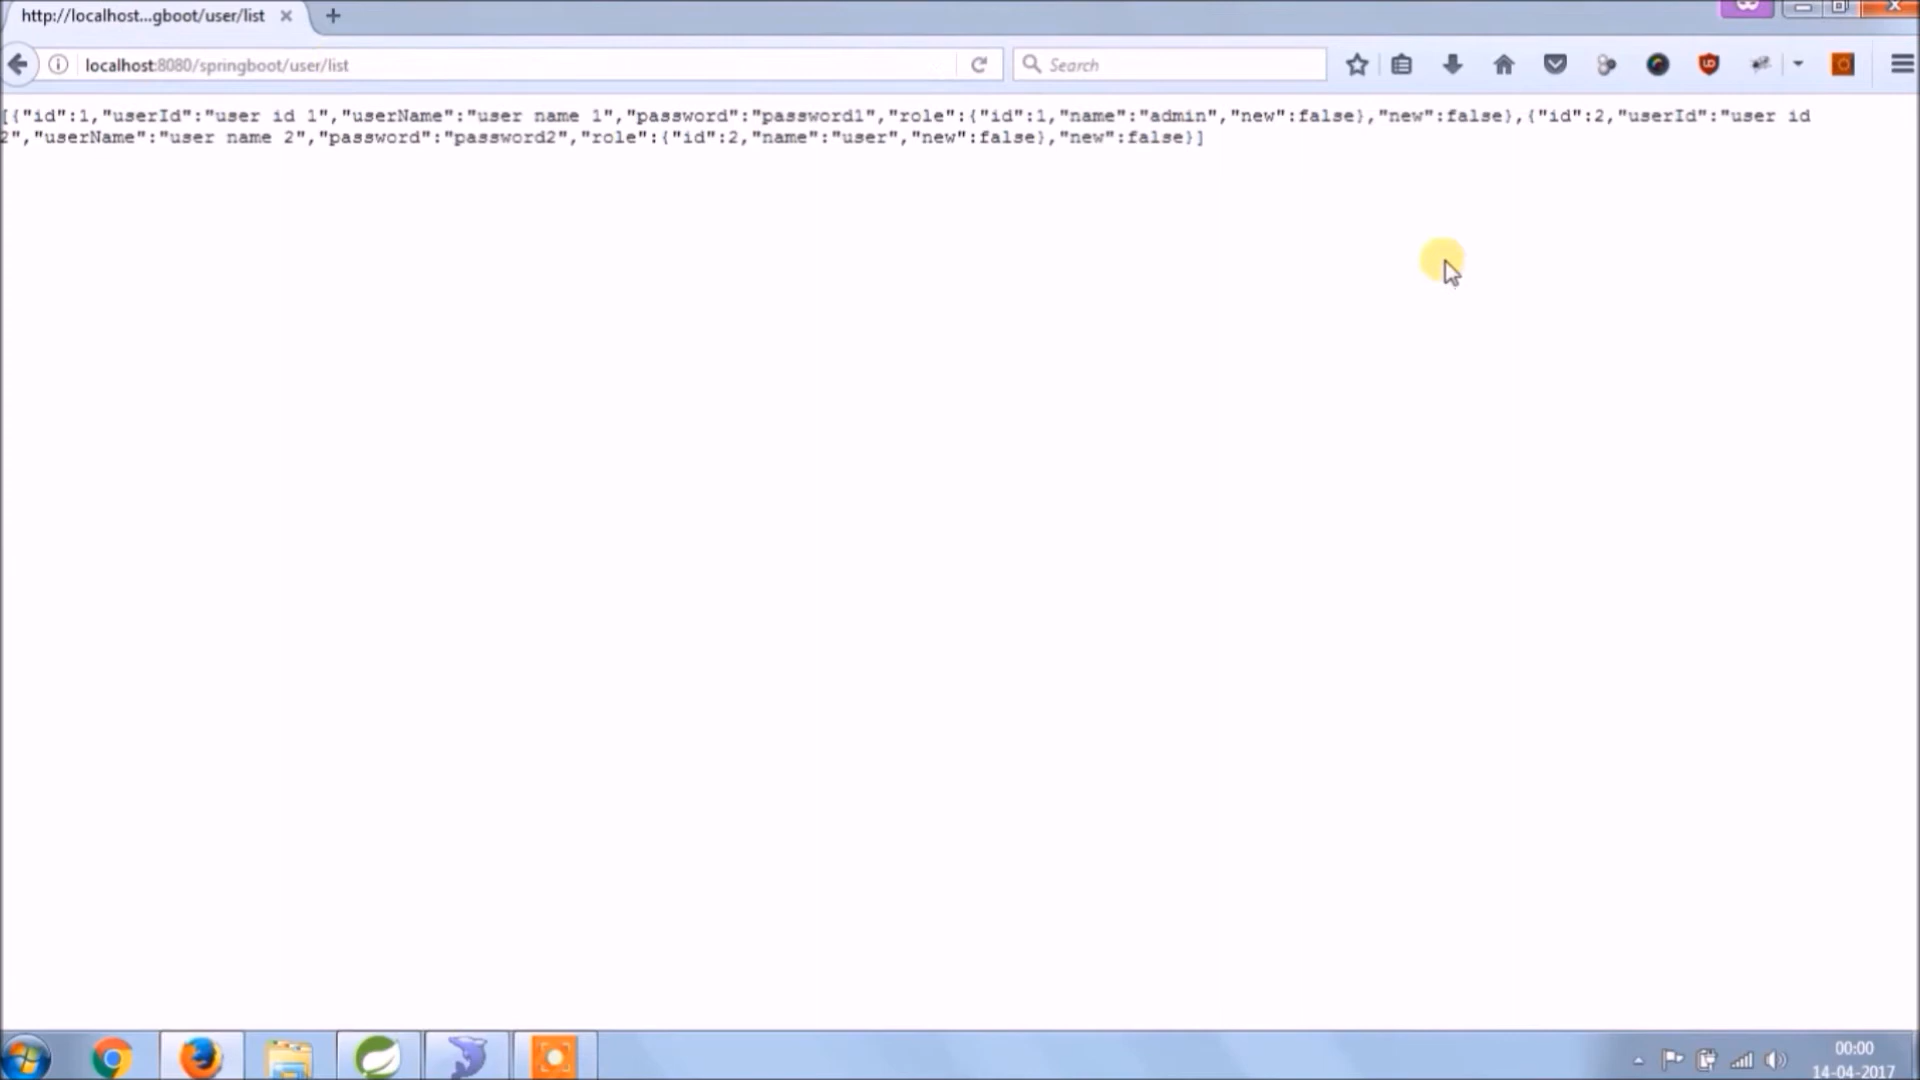 http://localhost...gboot/user/list
localhost:8080/springboot/user/list
Search
[{"id":1,"userId":"user id 1","userName":"user name 1","password":"password1","role":{"id":1,"name":"admin","new":false},"new":false},{"id":2,"userId":"user id
2","userName":"user name 2","password":"password2","role":{"id":2,"name":"user","new":false},"new":false}]
00:00
14-04-2017